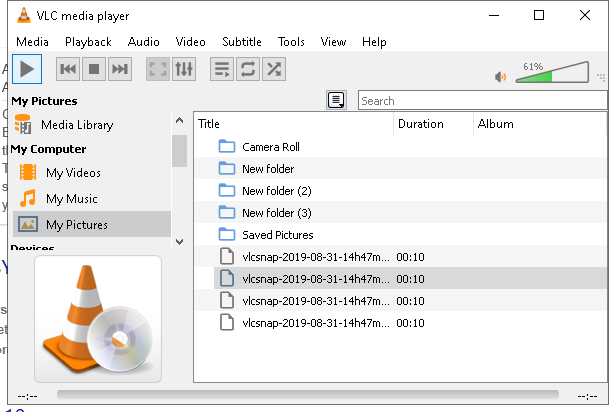 VLC media player
Media Playback Audio Video Subtitle Tools View Help
61%
My Pictures
Search
Media Library
Title Duration Album
My Computer
Camera Roll
My Videos
New folder
My Music
New folder (2)
My Pictures
New folder (3)
Devices
Saved Pictures
vlcsnap-2019-08-31-14h47m... 00:10
vlcsnap-2019-08-31-14h47m... 00:10
vlcsnap-2019-08-31-14h47m... 00:10
vlcsnap-2019-08-31-14h47m... 00:10
--:-- --:--